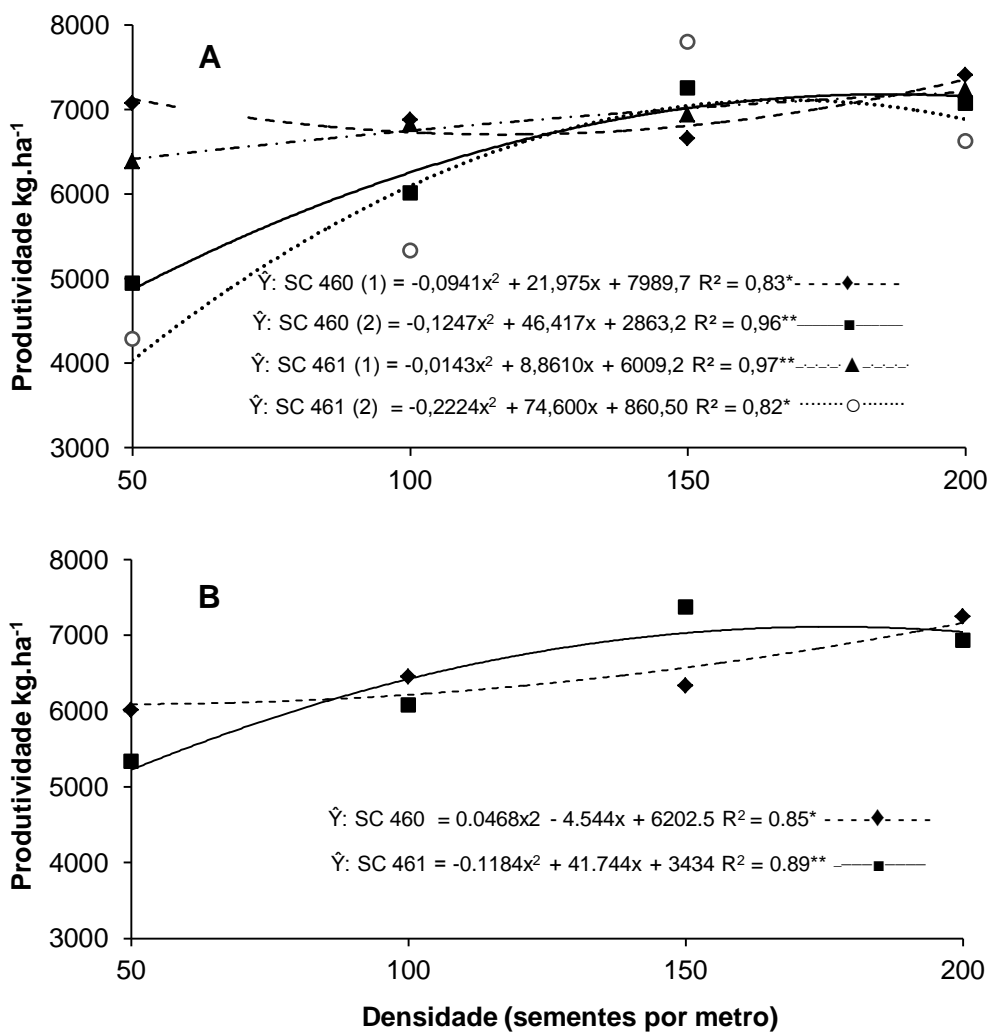 8000
A
7000
6000
5000
4000
3000
Produtividade kg.ha⁻¹
Ŷ: SC 460 (1) = -0,0941x² + 21,975x + 7989,7 R² = 0,83*
Ŷ: SC 460 (2) = -0,1247x² + 46,417x + 2863,2 R² = 0,96**
Ŷ: SC 461 (1) = -0,0143x² + 8,8610x + 6009,2 R² = 0,97**
Ŷ: SC 461 (2) = -0,2224x² + 74,600x + 860,50 R² = 0,82*
50 100 150 200
8000
B
7000
6000
5000
4000
3000
Produtividade kg.ha⁻¹
Ŷ: SC 460 = 0.0468x2 - 4.544x + 6202.5 R² = 0.85*
Ŷ: SC 461 = -0.1184x² + 41.744x + 3434 R² = 0.89**
50 100 150 200
Densidade (sementes por metro)